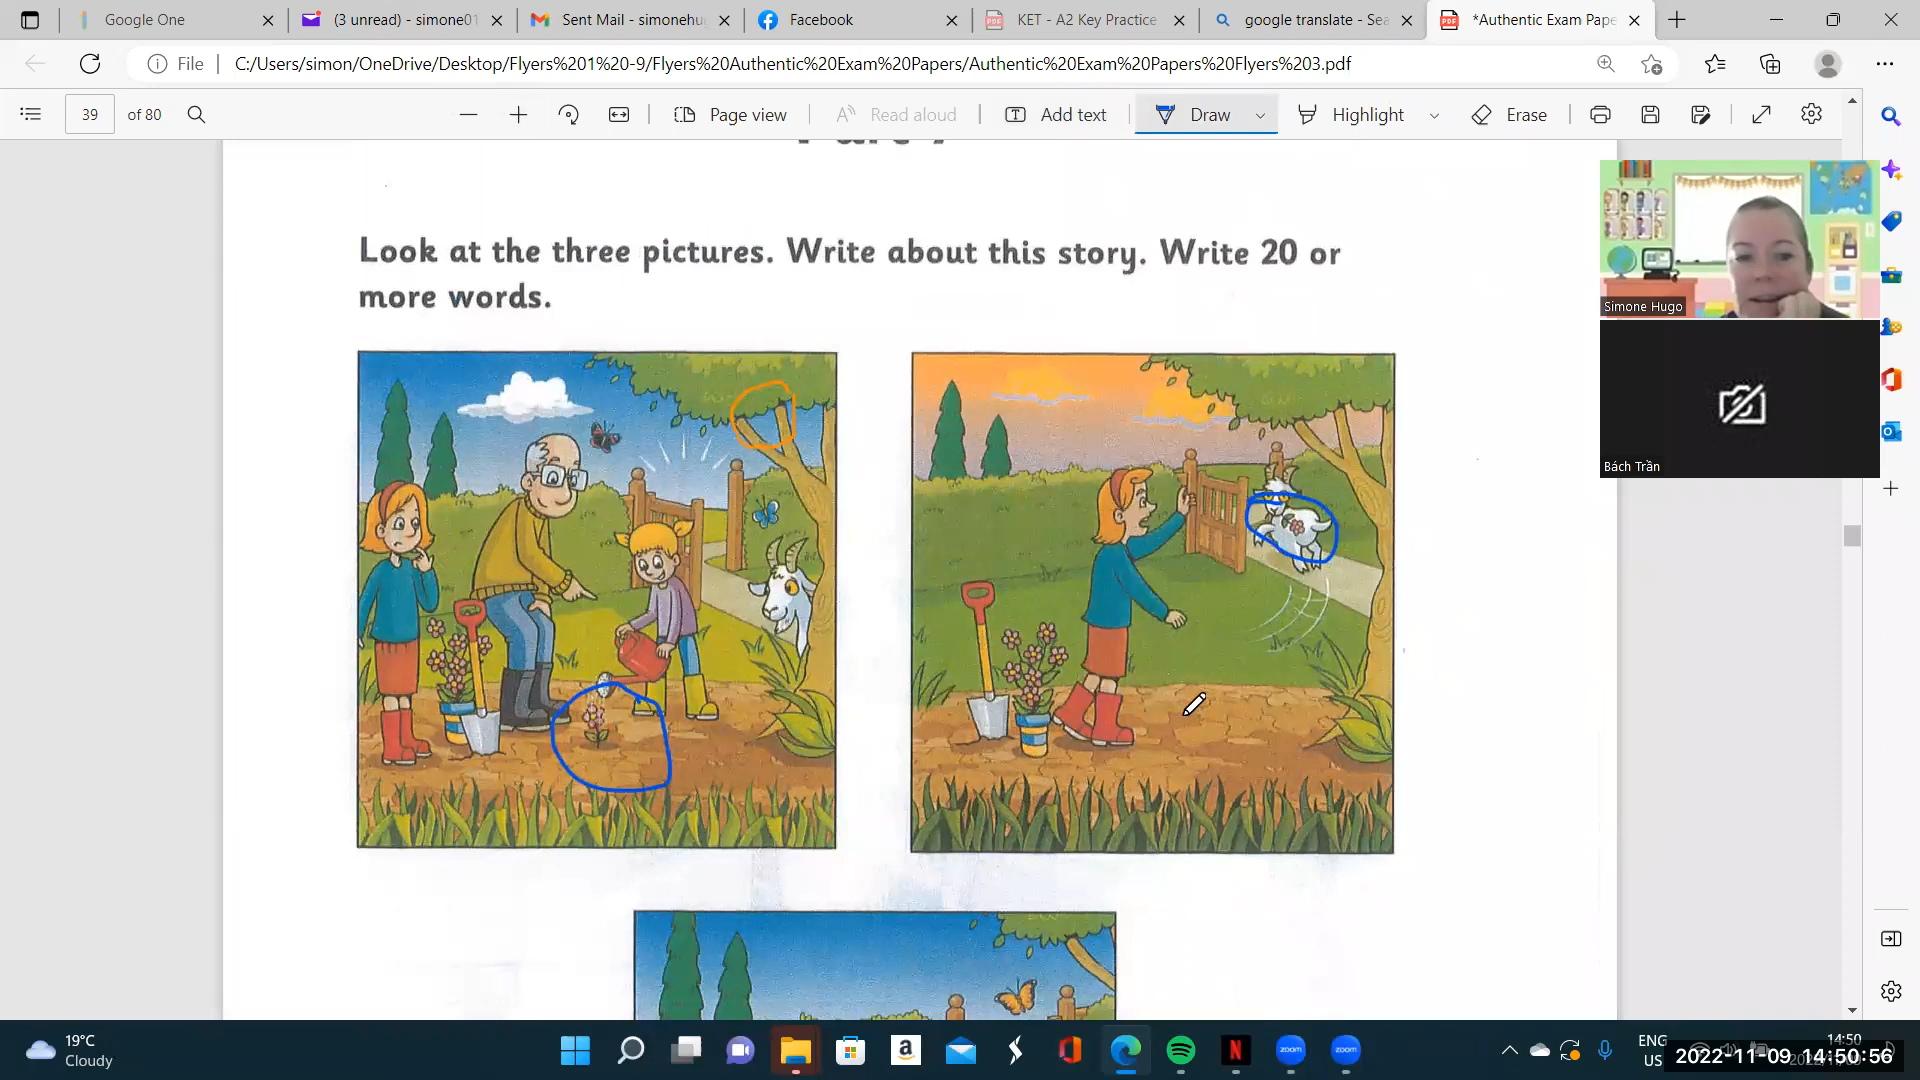 Google One
(3 unread) - simone01
Sent Mail - simonehu
Facebook
KET - A2 Key Practice
google translate - Sea
*Authentic Exam Pape
File
C:/Users/simon/OneDrive/Desktop/Flyers%201%20-9/Flyers%20Authentic%20Exam%20Papers/Authentic%20Exam%20Papers%20Flyers%203.pdf
39 of 80
Page view
Read aloud
Add text
Draw
Highlight
Erase
Look at the three pictures. Write about this story. Write 20 or
more words.
Simone Hugo
Bách Trần
19°C
Cloudy
zoom
zoom
ENG
US
14:50
2022-11-09 14:50:56